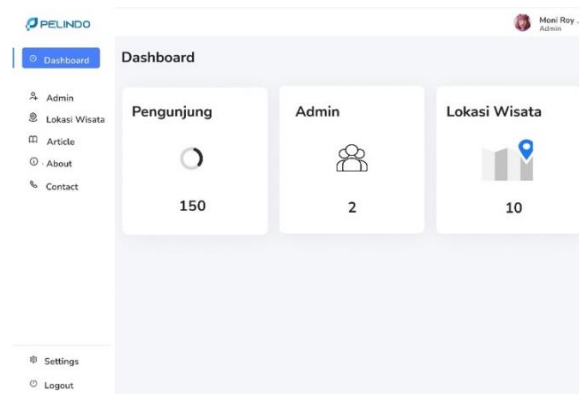 PELINDO
Moni Roy
Admin
Dashboard
Dashboard
Admin
Lokasi Wisata
Article
About
Contact
Pengunjung
150
Admin
2
Lokasi Wisata
10
Settings
Logout